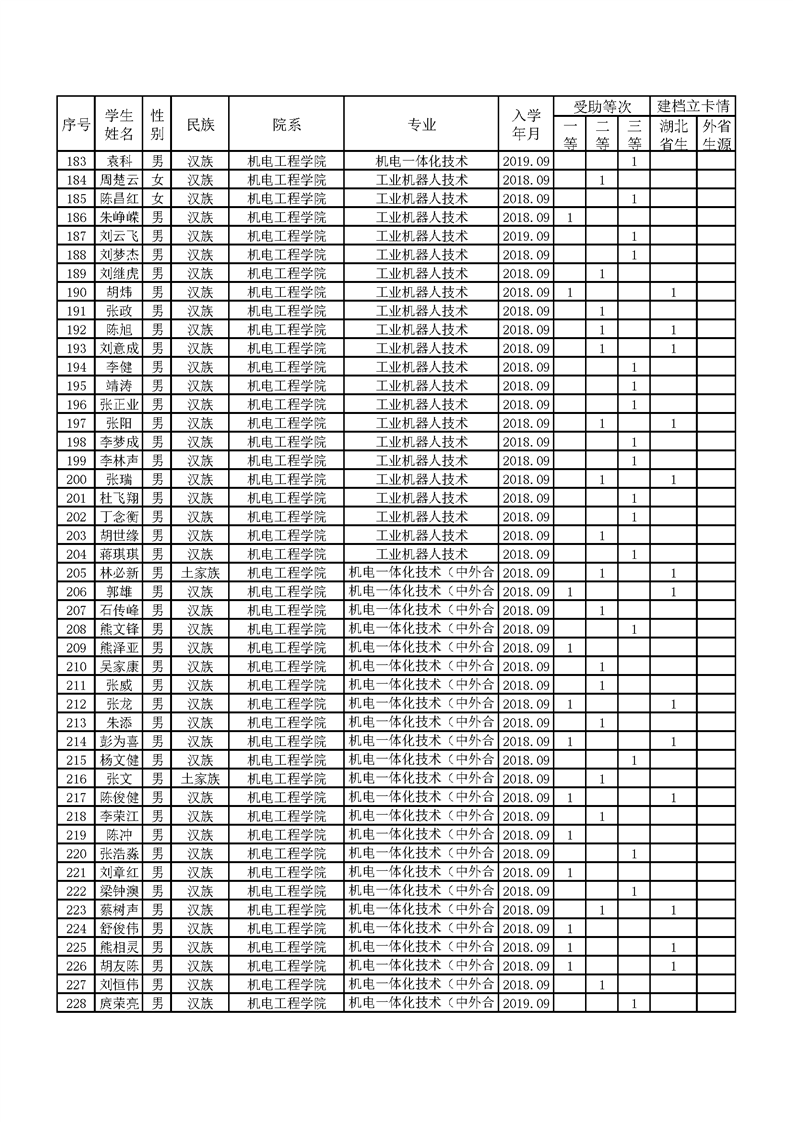 序号 学生姓名 性别 民族 院系 专业 入学年月 受助等次 建档立卡情
一等 二等 三等 湖北省生 外省生源
183 袁科 男 汉族 机电工程学院 机电一体化技术 2019.09 1
184 周楚云 女 汉族 机电工程学院 工业机器人技术 2018.09 1
185 陈昌红 女 汉族 机电工程学院 工业机器人技术 2018.09 1
186 朱峥嵘 男 汉族 机电工程学院 工业机器人技术 2018.09 1
187 刘云飞 男 汉族 机电工程学院 工业机器人技术 2019.09 1
188 刘梦杰 男 汉族 机电工程学院 工业机器人技术 2018.09 1
189 刘继虎 男 汉族 机电工程学院 工业机器人技术 2018.09 1
190 胡炜 男 汉族 机电工程学院 工业机器人技术 2018.09 1 1
191 张政 男 汉族 机电工程学院 工业机器人技术 2018.09 1
192 陈旭 男 汉族 机电工程学院 工业机器人技术 2018.09 1 1
193 刘意成 男 汉族 机电工程学院 工业机器人技术 2018.09 1 1
194 李健 男 汉族 机电工程学院 工业机器人技术 2018.09 1
195 靖涛 男 汉族 机电工程学院 工业机器人技术 2018.09 1
196 张正业 男 汉族 机电工程学院 工业机器人技术 2018.09 1
197 张阳 男 汉族 机电工程学院 工业机器人技术 2018.09 1 1
198 李梦成 男 汉族 机电工程学院 工业机器人技术 2018.09 1
199 李林声 男 汉族 机电工程学院 工业机器人技术 2018.09 1
200 张瑞 男 汉族 机电工程学院 工业机器人技术 2018.09 1 1
201 杜飞翔 男 汉族 机电工程学院 工业机器人技术 2018.09 1
202 丁念衡 男 汉族 机电工程学院 工业机器人技术 2018.09 1
203 胡世缘 男 汉族 机电工程学院 工业机器人技术 2018.09 1
204 蒋琪琪 男 汉族 机电工程学院 工业机器人技术 2018.09 1
205 林必新 男 土家族 机电工程学院 机电一体化技术（中外合 2018.09 1 1
206 郭雄 男 汉族 机电工程学院 机电一体化技术（中外合 2018.09 1 1
207 石传峰 男 汉族 机电工程学院 机电一体化技术（中外合 2018.09 1
208 熊文锋 男 汉族 机电工程学院 机电一体化技术（中外合 2018.09 1
209 熊泽亚 男 汉族 机电工程学院 机电一体化技术（中外合 2018.09 1
210 吴家康 男 汉族 机电工程学院 机电一体化技术（中外合 2018.09 1
211 张威 男 汉族 机电工程学院 机电一体化技术（中外合 2018.09 1
212 张龙 男 汉族 机电工程学院 机电一体化技术（中外合 2018.09 1 1
213 朱添 男 汉族 机电工程学院 机电一体化技术（中外合 2018.09 1
214 彭为喜 男 汉族 机电工程学院 机电一体化技术（中外合 2018.09 1 1
215 杨文健 男 汉族 机电工程学院 机电一体化技术（中外合 2018.09 1
216 张文 男 土家族 机电工程学院 机电一体化技术（中外合 2018.09 1
217 陈俊健 男 汉族 机电工程学院 机电一体化技术（中外合 2018.09 1 1
218 李荣江 男 汉族 机电工程学院 机电一体化技术（中外合 2018.09 1
219 陈冲 男 汉族 机电工程学院 机电一体化技术（中外合 2018.09 1
220 张浩淼 男 汉族 机电工程学院 机电一体化技术（中外合 2018.09 1
221 刘章红 男 汉族 机电工程学院 机电一体化技术（中外合 2018.09 1
222 梁钟澳 男 汉族 机电工程学院 机电一体化技术（中外合 2018.09 1
223 蔡树声 男 汉族 机电工程学院 机电一体化技术（中外合 2018.09 1 1
224 舒俊伟 男 汉族 机电工程学院 机电一体化技术（中外合 2018.09 1
225 熊相灵 男 汉族 机电工程学院 机电一体化技术（中外合 2018.09 1 1
226 胡友陈 男 汉族 机电工程学院 机电一体化技术（中外合 2018.09 1 1
227 刘恒伟 男 汉族 机电工程学院 机电一体化技术（中外合 2018.09 1
228 荣亮 男 汉族 机电工程学院 机电一体化技术（中外合 2019.09 1